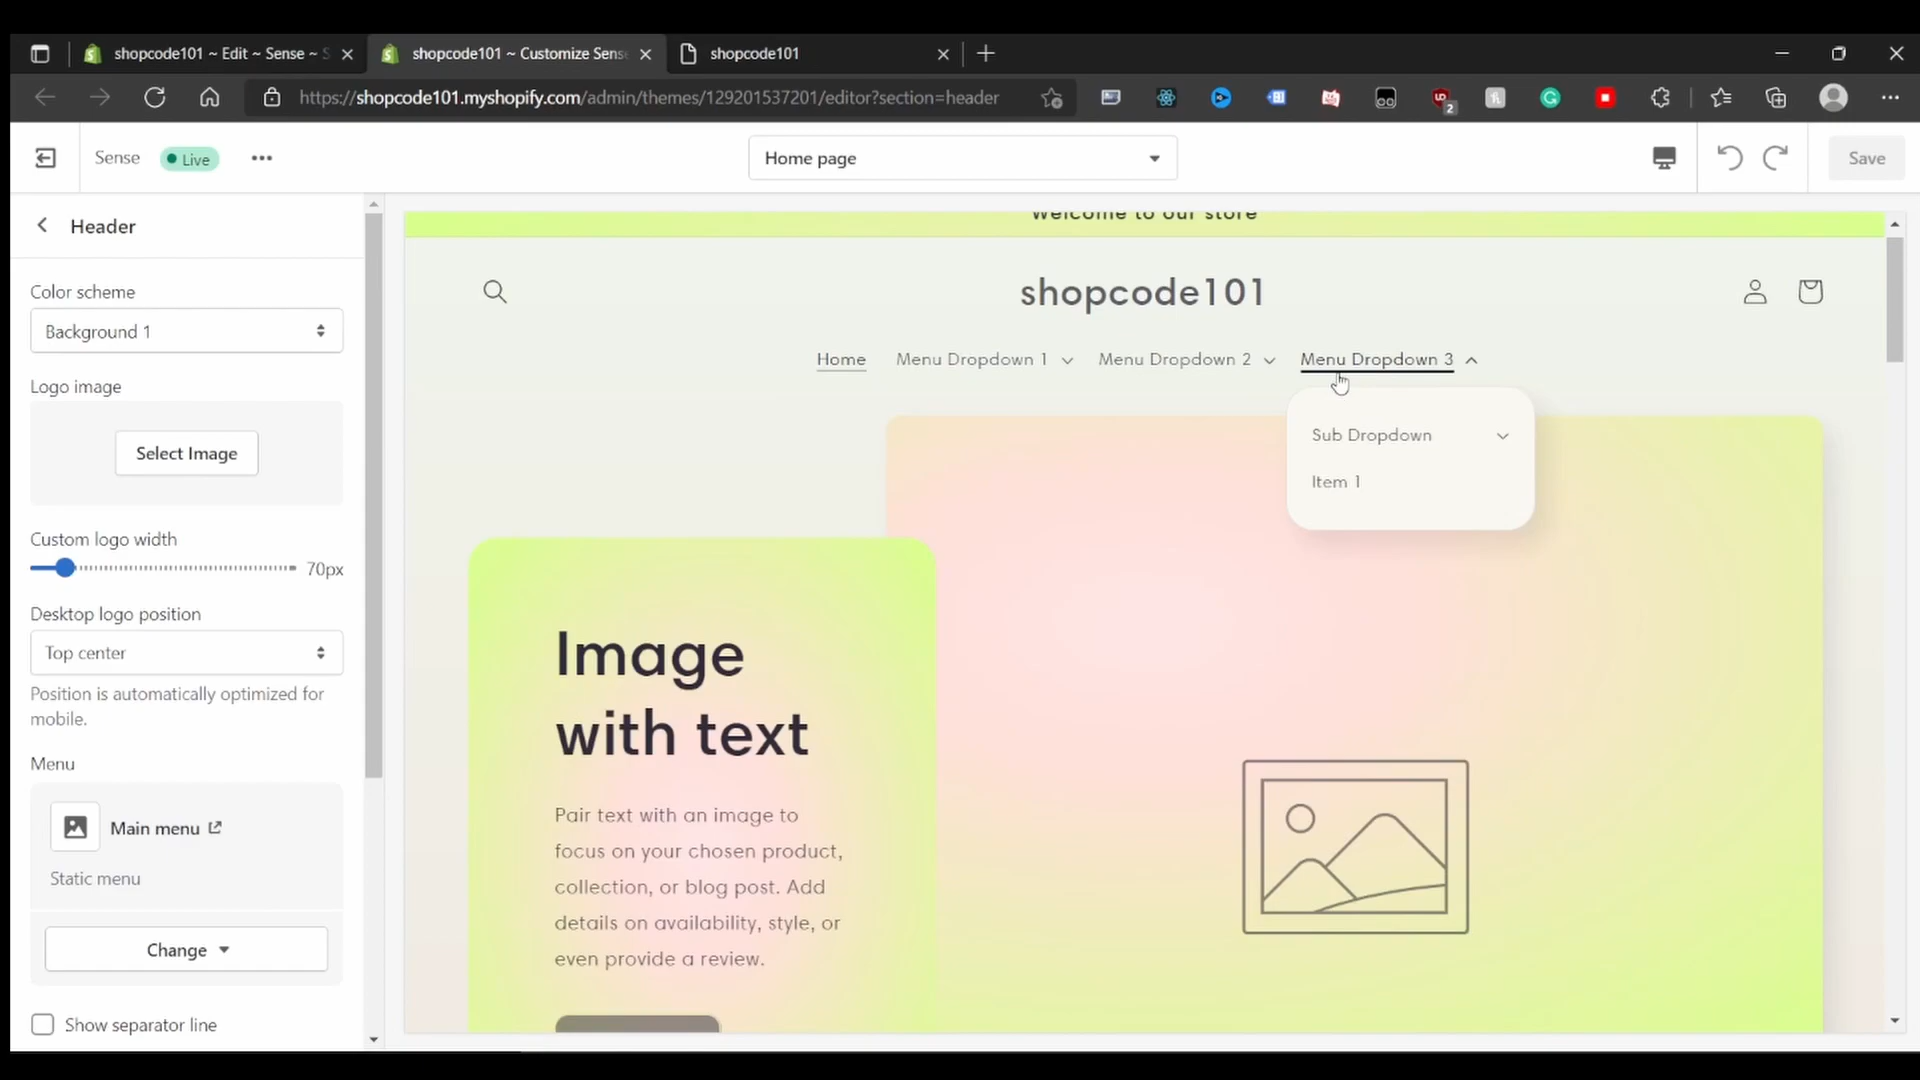 shopcode101 ~ Edit ~ Sense ~ S
shopcode101 ~ Customize Sens
shopcode101
https://shopcode101.myshopify.com/admin/themes/129201537201/editor?section=header
2
Sense
Live
Home page
Save
Header
Color scheme
Background 1
Logo image
Select Image
Custom logo width
70px
Desktop logo position
Top center
Position is automatically optimized for
mobile.
Menu
Main menu
Static menu
Change
Show separator line
Welcome to our store
shopcode101
Home
Menu Dropdown 1
Menu Dropdown 2
Menu Dropdown 3
Sub Dropdown
Item 1
Image
with text
Pair text with an image to
focus on your chosen product,
collection, or blog post. Add
details on availability, style, or
even provide a review.